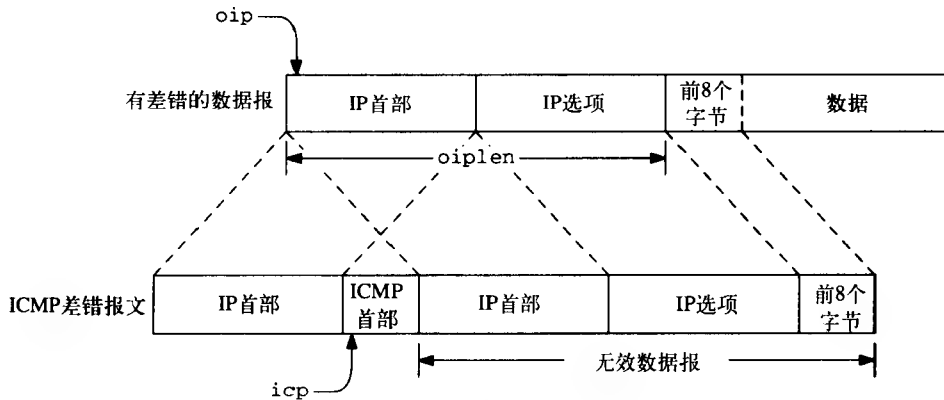 oip
有差错的数据报
IP首部
IP选项
前8个
字节
数据
oiplen
ICMP差错报文
IP首部
ICMP
首部
IP首部
IP选项
前8个
字节
无效数据报
icp